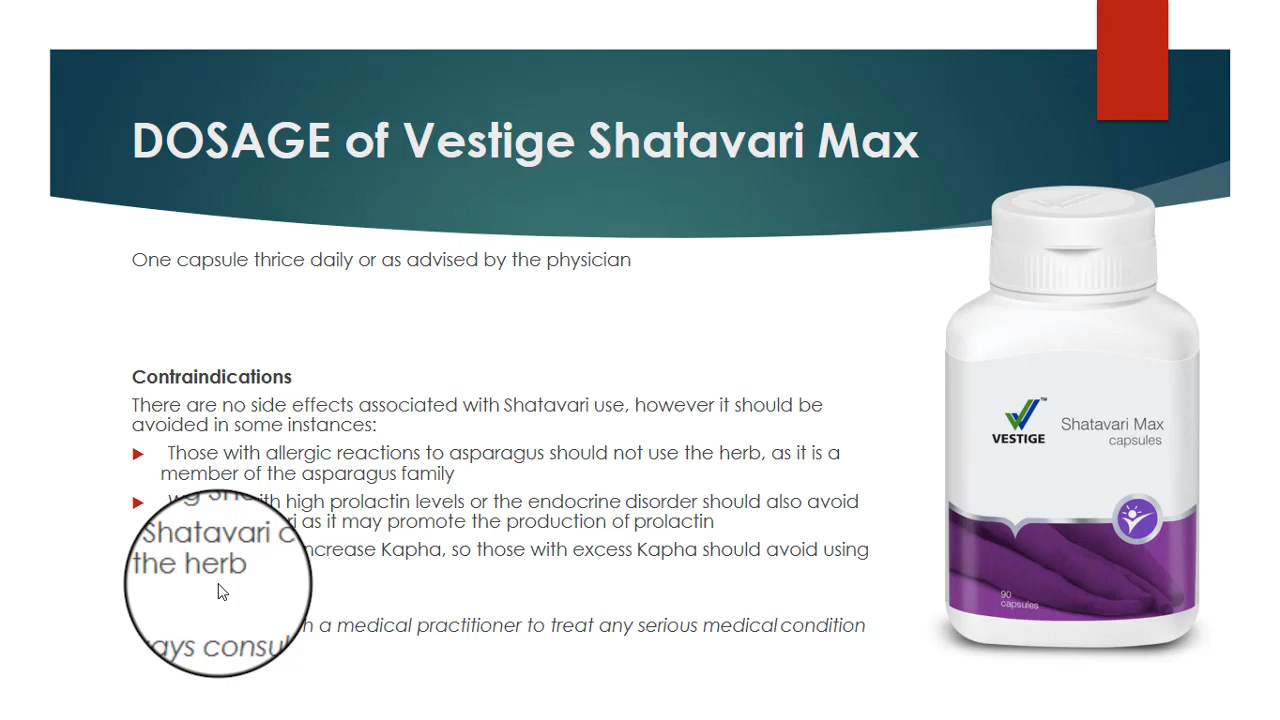 DOSAGE of Vestige Shatavari Max
One capsule thrice daily or as advised by the physician
Contraindications
There are no side effects associated with Shatavari use, however it should be
avoided in some instances:
Those with allergic reactions to asparagus should not use the herb, as it is a
member of the asparagus family
high prolactin levels or the endocrine disorder should also avoid
as it may promote the production of prolactin
Shatavari
increase Kapha, so those with excess Kapha should avoid using
the herb
a medical practitioner to treat any serious medical condition
VESTIGE
TM
Shatavari Max
capsules
90
capsules